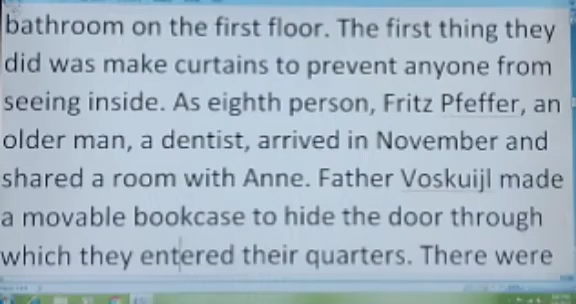 bathroom on the first floor. The first thing they
did was make curtains to prevent anyone from
seeing inside. As eighth person, Fritz Pfeffer, an
older man, a dentist, arrived in November and
shared a room with Anne. Father Voskuijl made
a movable bookcase to hide the door through
which they entered their quarters. There were